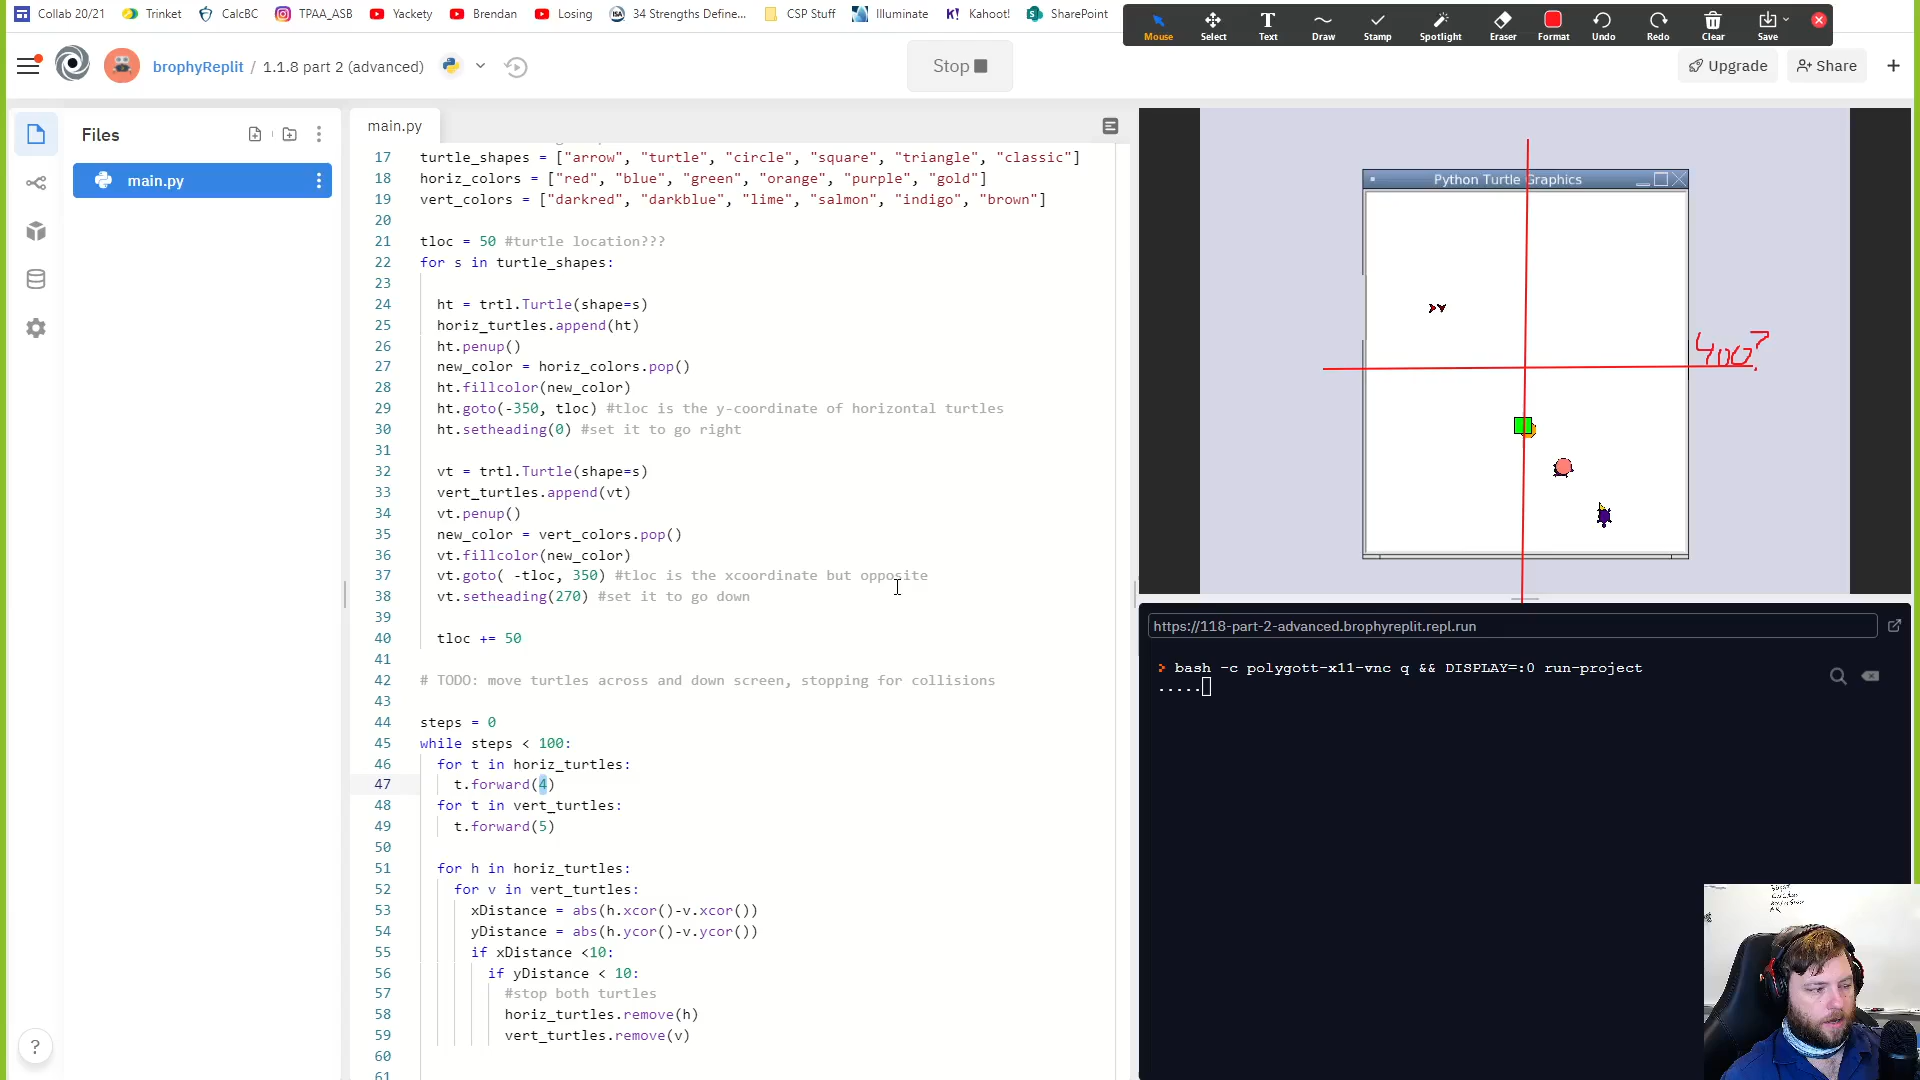 Collab 20/21 Trinket CalcBC TPAA_ASB Yackety Brendan Losing 34 Strengths Define... CSP Stuff Illuminate Kahoot! SharePoint
Mouse Select Text Draw Stamp Spotlight Eraser Format Undo Redo Clear Save
brophyReplit / 1.1.8 part 2 (advanced)
Stop
Upgrade Share
Files
main.py
main.py
17 turtle_shapes = ["arrow", "turtle", "circle", "square", "triangle", "classic"]
18 horiz_colors = ["red", "blue", "green", "orange", "purple", "gold"]
19 vert_colors = ["darkred", "darkblue", "lime", "salmon", "indigo", "brown"]
20
21 tloc = 50 #turtle location???
22 for s in turtle_shapes:
23
24 ht = trtl.Turtle(shape=s)
25 horiz_turtles.append(ht)
26 ht.penup()
27 new_color = horiz_colors.pop()
28 ht.fillcolor(new_color)
29 ht.goto(-350, tloc) #tloc is the y-coordinate of horizontal turtles
30 ht.setheading(0) #set it to go right
31
32 vt = trtl.Turtle(shape=s)
33 vert_turtles.append(vt)
34 vt.penup()
35 new_color = vert_colors.pop()
36 vt.fillcolor(new_color)
37 vt.goto( -tloc, 350) #tloc is the xcoordinate but opposite
38 vt.setheading(270) #set it to go down
39
40 tloc += 50
41
42 # TODO: move turtles across and down screen, stopping for collisions
43
44 steps = 0
45 while steps < 100:
46 for t in horiz_turtles:
47 t.forward(4)
48 for t in vert_turtles:
49 t.forward(5)
50
51 for h in horiz_turtles:
52 for v in vert_turtles:
53 xDistance = abs(h.xcor()-v.xcor())
54 yDistance = abs(h.ycor()-v.ycor())
55 if xDistance <10:
56 if yDistance < 10:
57 #stop both turtles
58 horiz_turtles.remove(h)
59 vert_turtles.remove(v)
60
61
?
Python Turtle Graphics
400?
https://118-part-2-advanced.brophyreplit.repl.run
> bash -c polygott-x11-vnc q && DISPLAY=:0 run-project
.....